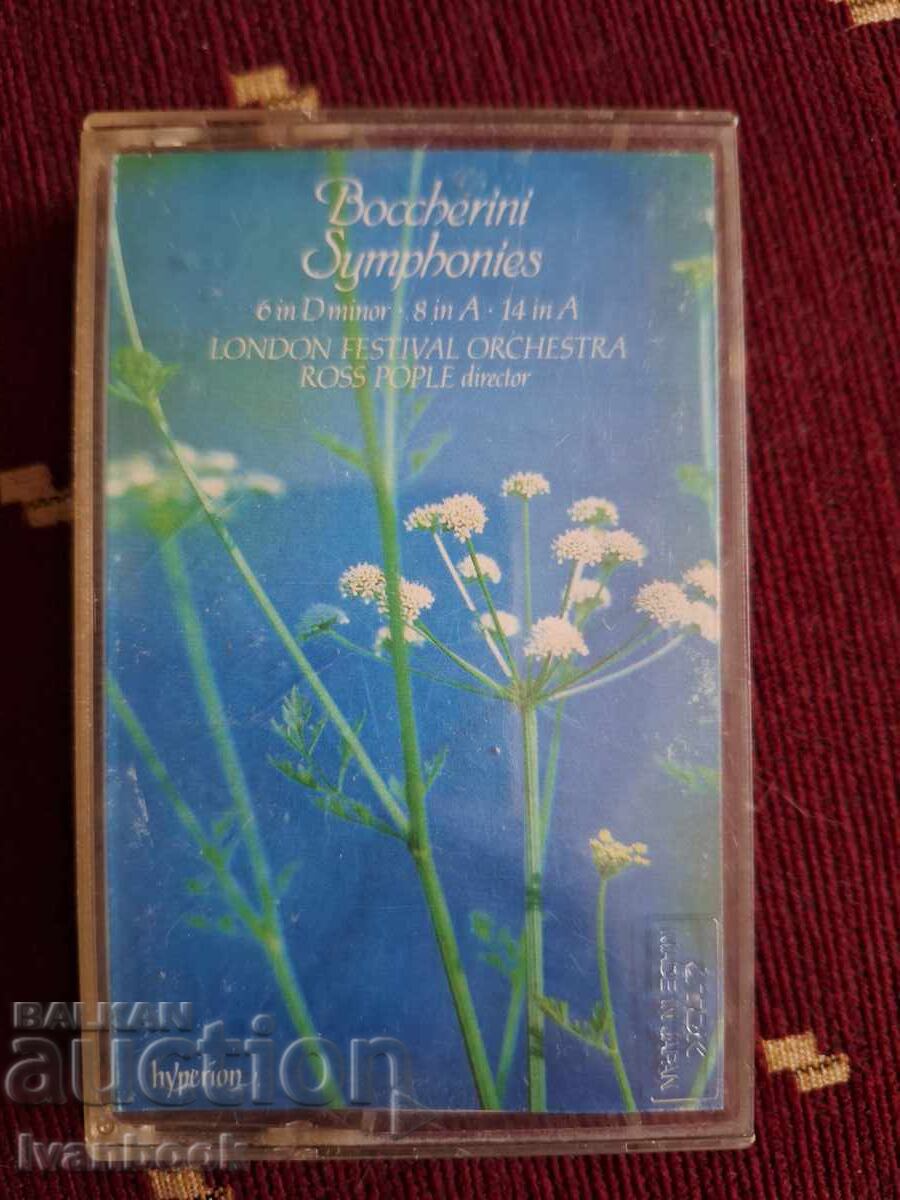 Boccherini
Symphonies
6 in D minor · 8 in A · 14 in A
LONDON FESTIVAL ORCHESTRA
ROSS POPLE director
TDK
MADE IN JAPAN
BALKAN
auction
hyperion
Ivanbook